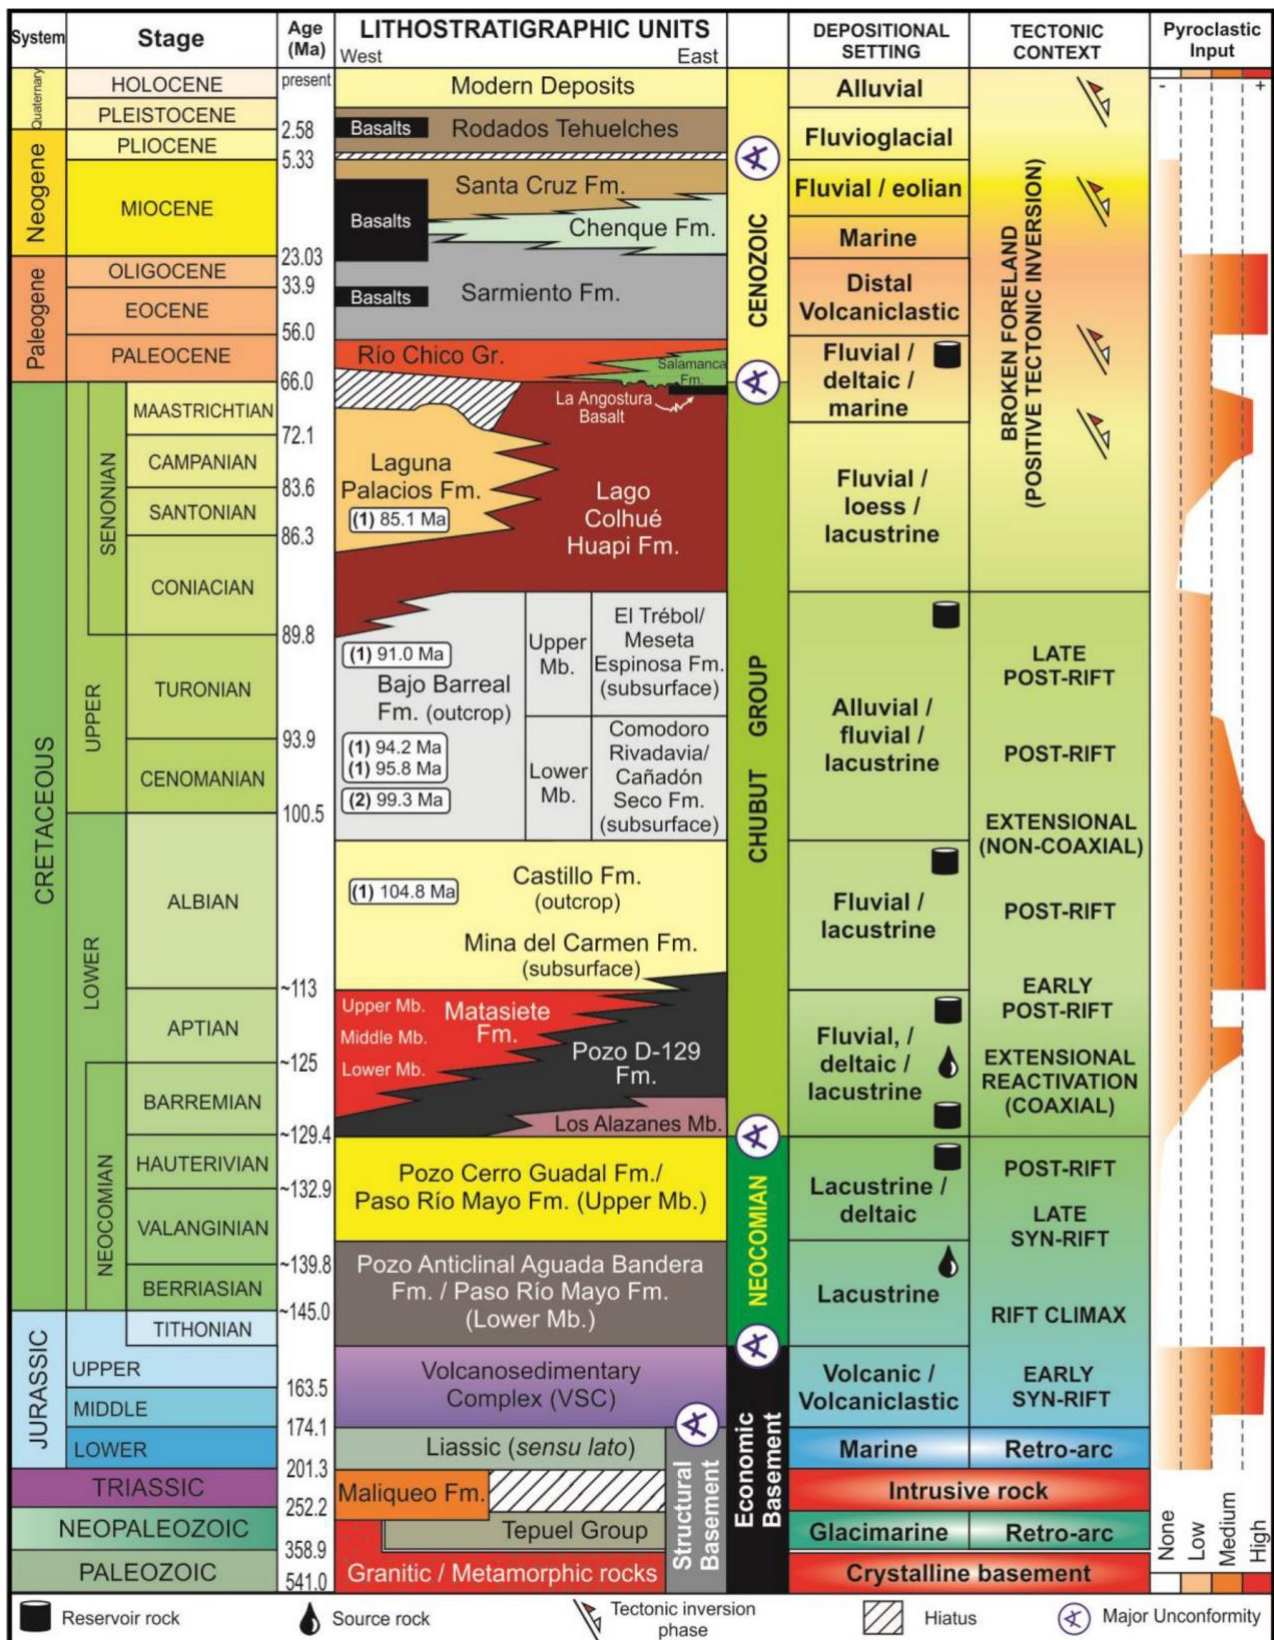 System
Stage
Age
(Ma)
LITHOSTRATIGRAPHIC UNITS
West
East
DEPOSITIONAL
SETTING
TECTONIC
CONTEXT
Pyroclastic
Input
Quaternary
HOLOCENE
PLEISTOCENE
Neogene
PLIOCENE
MIOCENE
Paleogene
OLIGOCENE
EOCENE
PALEOCENE
CRETACEOUS
SENONIAN
MAASTRICHTIAN
CAMPANIAN
SANTONIAN
CONIACIAN
UPPER
TURONIAN
CENOMANIAN
LOWER
ALBIAN
APTIAN
NEOCOMIAN
BARREMIAN
HAUTERIVIAN
VALANGINIAN
BERRIASIAN
JURASSIC
TITHONIAN
UPPER
MIDDLE
LOWER
TRIASSIC
NEOPALEOZOIC
PALEOZOIC
present
2.58
5.33
23.03
33.9
56.0
66.0
72.1
83.6
86.3
89.8
93.9
100.5
~113
~125
~129.4
~132.9
~139.8
~145.0
163.5
174.1
201.3
252.2
358.9
541.0
Modern Deposits
Basalts
Rodados Tehuelches
Santa Cruz Fm.
Basalts
Chenque Fm.
Basalts
Sarmiento Fm.
Río Chico Gr.
Salamanca
Fm.
La Angostura
Basalt
Laguna
Palacios Fm.
(1) 85.1 Ma
Lago
Colhué
Huapi Fm.
(1) 91.0 Ma
Bajo Barreal
Fm. (outcrop)
(1) 94.2 Ma
(1) 95.8 Ma
(2) 99.3 Ma
Upper
Mb.
Lower
Mb.
El Trébol/
Meseta
Espinosa Fm.
(subsurface)
Comodoro
Rivadavia/
Cañadón
Seco Fm.
(subsurface)
(1) 104.8 Ma
Castillo Fm.
(outcrop)
Mina del Carmen Fm.
(subsurface)
Upper Mb.
Middle Mb.
Lower Mb.
Matasiete
Fm.
Pozo D-129
Fm.
Los Alazanes Mb.
Pozo Cerro Guadal Fm./
Paso Río Mayo Fm. (Upper Mb.)
Pozo Anticlinal Aguada Bandera
Fm. / Paso Río Mayo Fm.
(Lower Mb.)
Volcanosedimentary
Complex (VSC)
Liassic (sensu lato)
Maliqueo Fm.
Tepuel Group
Granitic / Metamorphic rocks
Structural
Basement
CENOZOIC
CHUBUT GROUP
NEOCOMIAN
Economic
Basement
Alluvial
Fluvioglacial
Fluvial / eolian
Marine
Distal
Volcaniclastic
Fluvial /
deltaic /
marine
Fluvial /
loess /
lacustrine
Alluvial /
fluvial /
lacustrine
Fluvial /
lacustrine
Fluvial, /
deltaic /
lacustrine
Lacustrine /
deltaic
Lacustrine
Volcanic /
Volcaniclastic
Marine
Retro-arc
Intrusive rock
Glacimarine
Retro-arc
Crystalline basement
BROKEN FORELAND
(POSITIVE TECTONIC INVERSION)
LATE
POST-RIFT
POST-RIFT
EXTENSIONAL
(NON-COAXIAL)
POST-RIFT
EARLY
POST-RIFT
EXTENSIONAL
REACTIVATION
(COAXIAL)
POST-RIFT
LATE
SYN-RIFT
RIFT CLIMAX
EARLY
SYN-RIFT
-
+
None
Low
Medium
High
Reservoir rock
Source rock
Tectonic inversion
phase
Hiatus
Major Unconformity